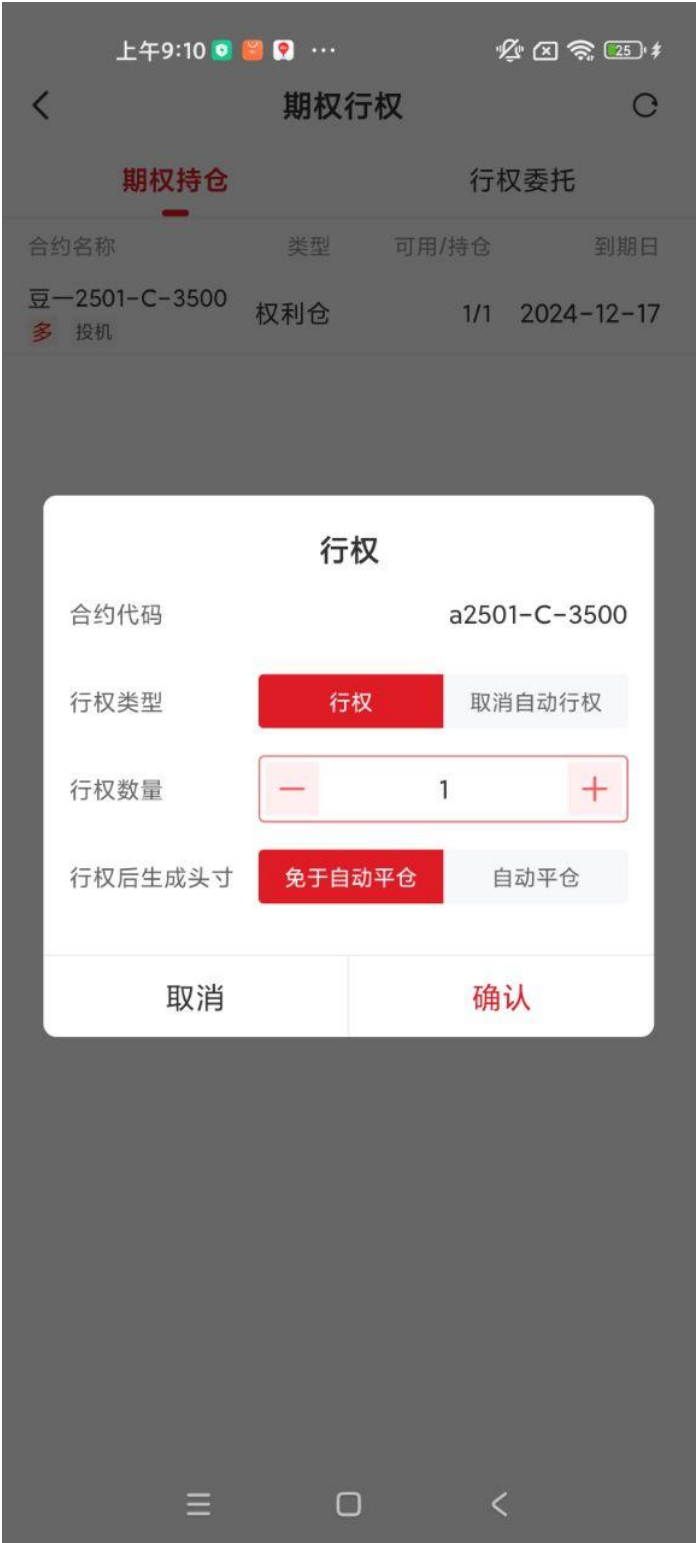 上午9:10 ··· 25
期权行权
期权持仓 行权委托
合约名称 类型 可用/持仓 到期日
豆一2501-C-3500 权利仓 1/1 2024-12-17
多 投机
行权
合约代码 a2501-C-3500
行权类型 行权 取消自动行权
行权数量 — 1 +
行权后生成头寸 免于自动平仓 自动平仓
取消 确认